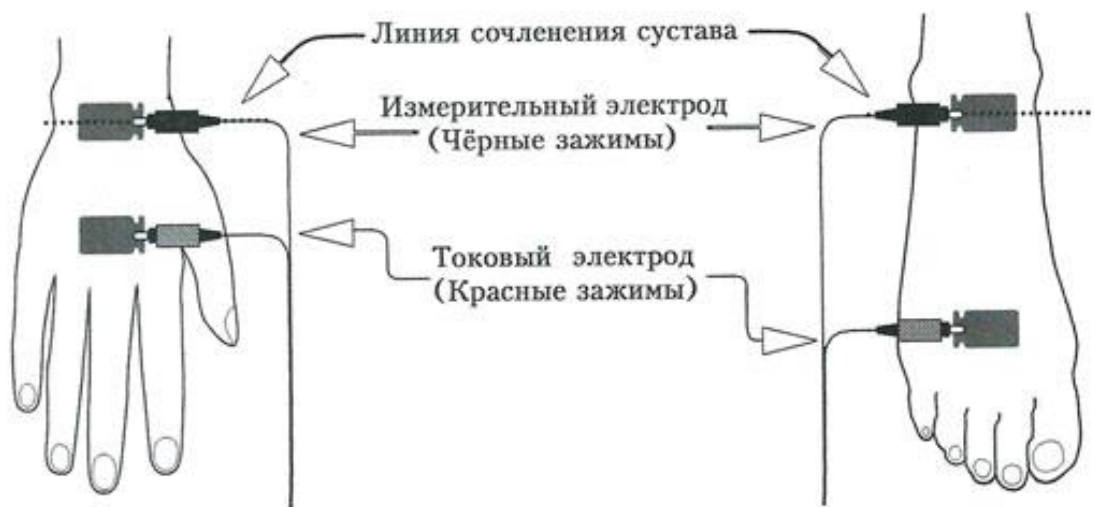 Линия сочленения сустава
Измерительный электрод
(Чёрные зажимы)
Токовый электрод
(Красные зажимы)